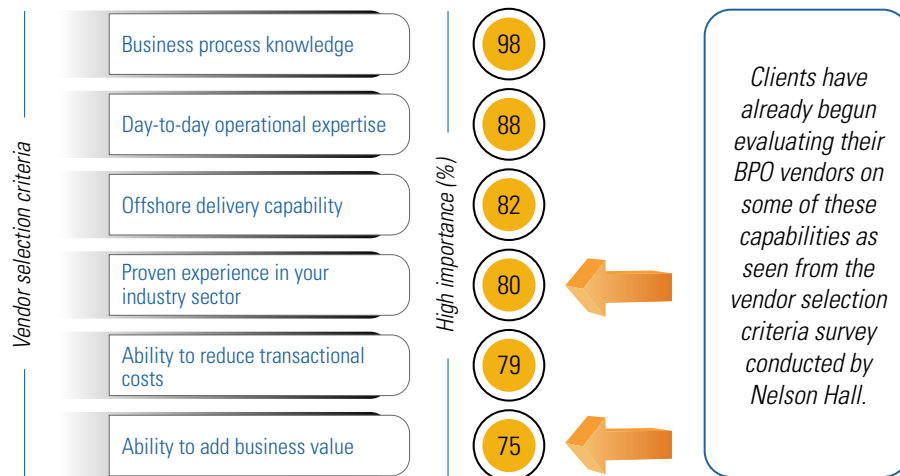 Vendor selection criteria
Business process knowledge
Day-to-day operational expertise
Offshore delivery capability
Proven experience in your
industry sector
Ability to reduce transactional
costs
Ability to add business value
High importance (%)
98
88
82
80
79
75
Clients have
already begun
evaluating their
BPO vendors on
some of these
capabilities as
seen from the
vendor selection
criteria survey
conducted by
Nelson Hall.